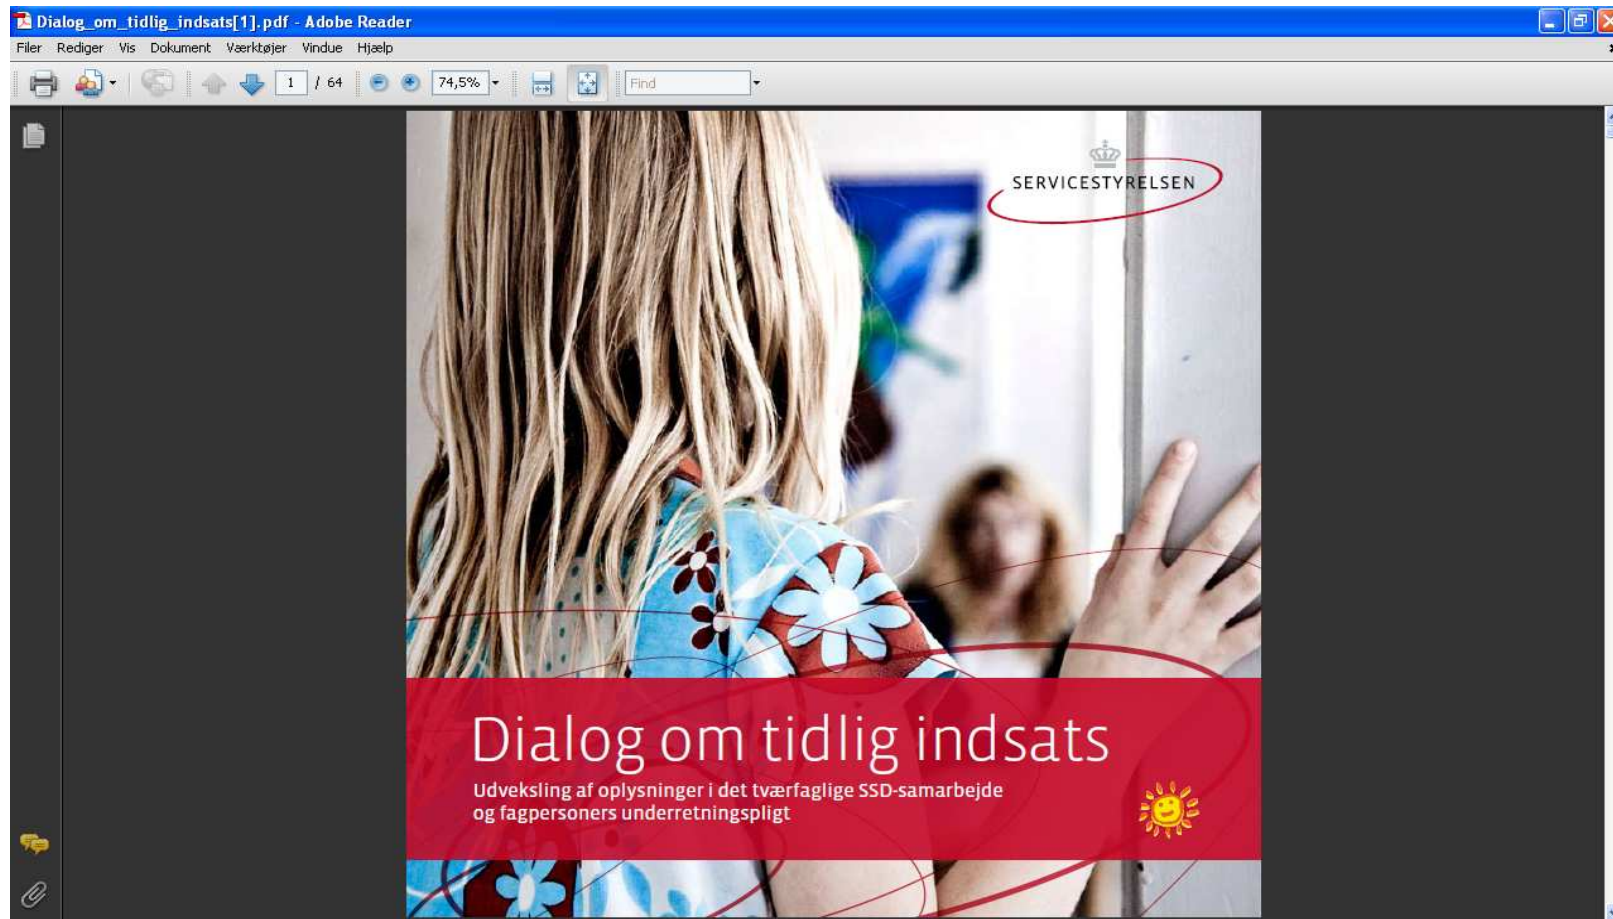 Dialog_om_tidlig_indsats[1].pdf - Adobe Reader
Filer Rediger Vis Dokument Værktøjer Vindue Hjælp
1 / 64 74,5% Find
SERVICESTYRELSEN
Dialog om tidlig indsats
Udveksling af oplysninger i det tværfaglige SSD-samarbejde
og fagpersoners underretningspligt